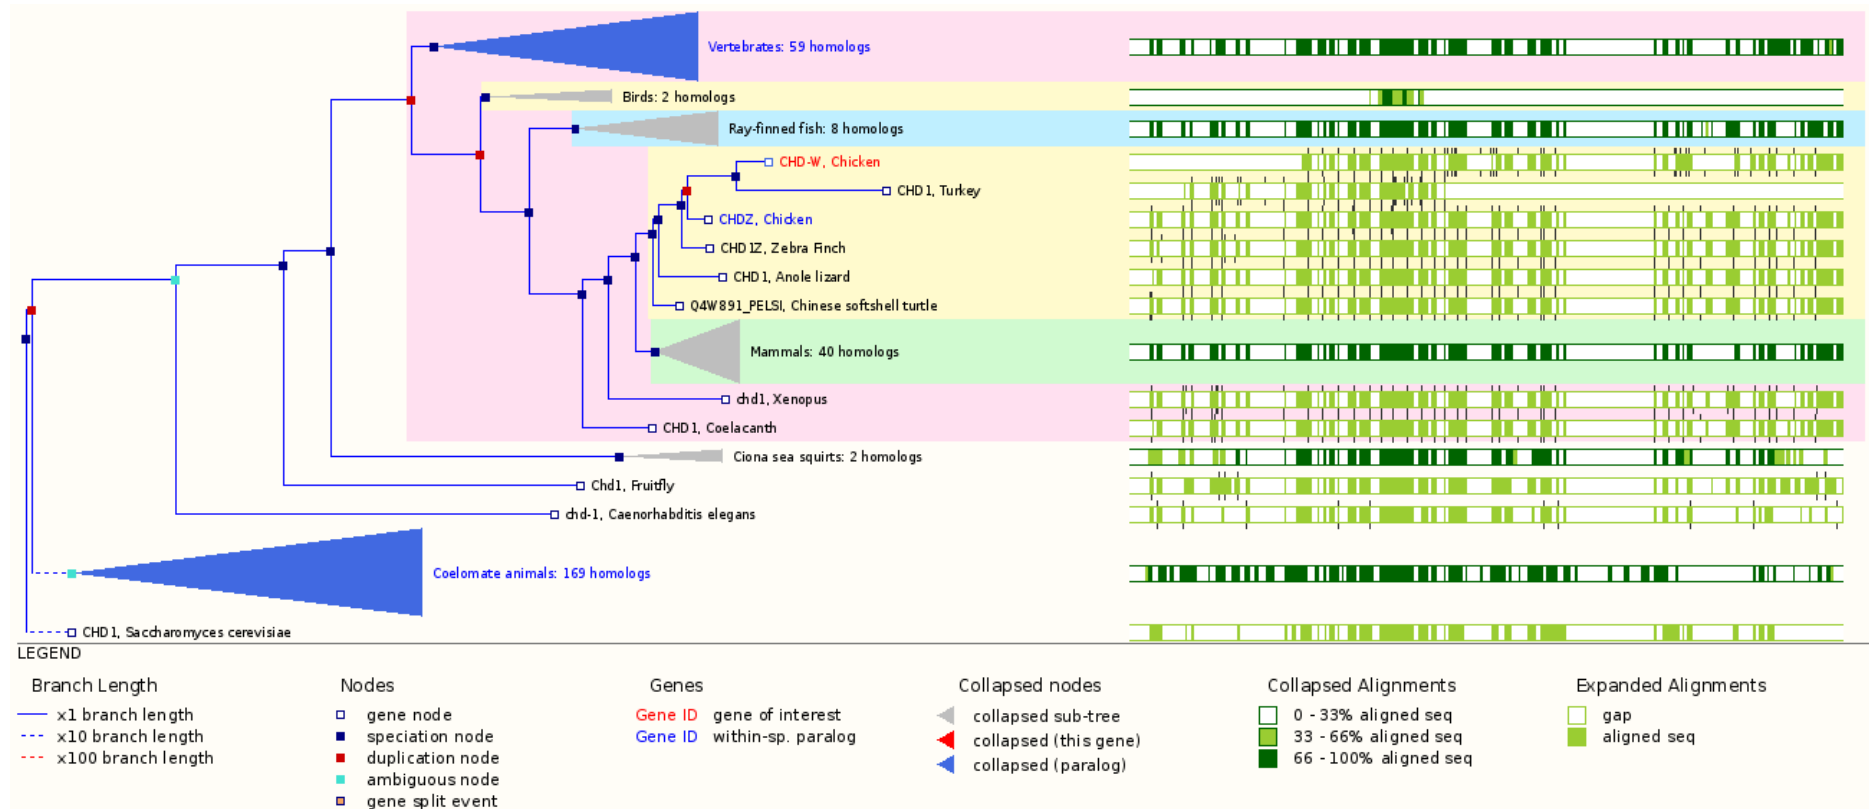 Vertebrates: 59 homologs
Birds: 2 homologs
Ray-finned fish: 8 homologs
CHD-W, Chicken
CHD1, Turkey
CHDZ, Chicken
CHD1Z, Zebra Finch
CHD1, Anole lizard
Q4W891_PELSI, Chinese softshell turtle
Mammals: 40 homologs
chd1, Xenopus
CHD1, Coelacanth
Ciona sea squirts: 2 homologs
Chd1, Fruitfly
chd-1, Caenorhabditis elegans
Coelomate animals: 169 homologs
CHD1, Saccharomyces cerevisiae
LEGEND
Branch Length
x1 branch length
x10 branch length
x100 branch length
Nodes
gene node
speciation node
duplication node
ambiguous node
gene split event
Genes
Gene ID gene of interest
Gene ID within-sp. paralog
Collapsed nodes
collapsed sub-tree
collapsed (this gene)
collapsed (paralog)
Collapsed Alignments
0 - 33% aligned seq
33 - 66% aligned seq
66 - 100% aligned seq
Expanded Alignments
gap
aligned seq